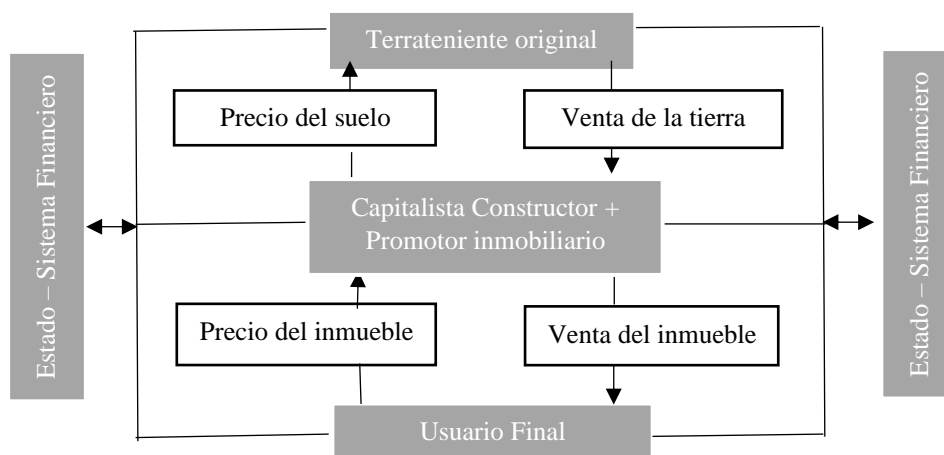 Terrateniente original
Estado – Sistema Financiero
Precio del suelo
Venta de la tierra
Estado – Sistema Financiero
Capitalista Constructor +
Promotor inmobiliario
Precio del inmueble
Venta del inmueble
Usuario Final